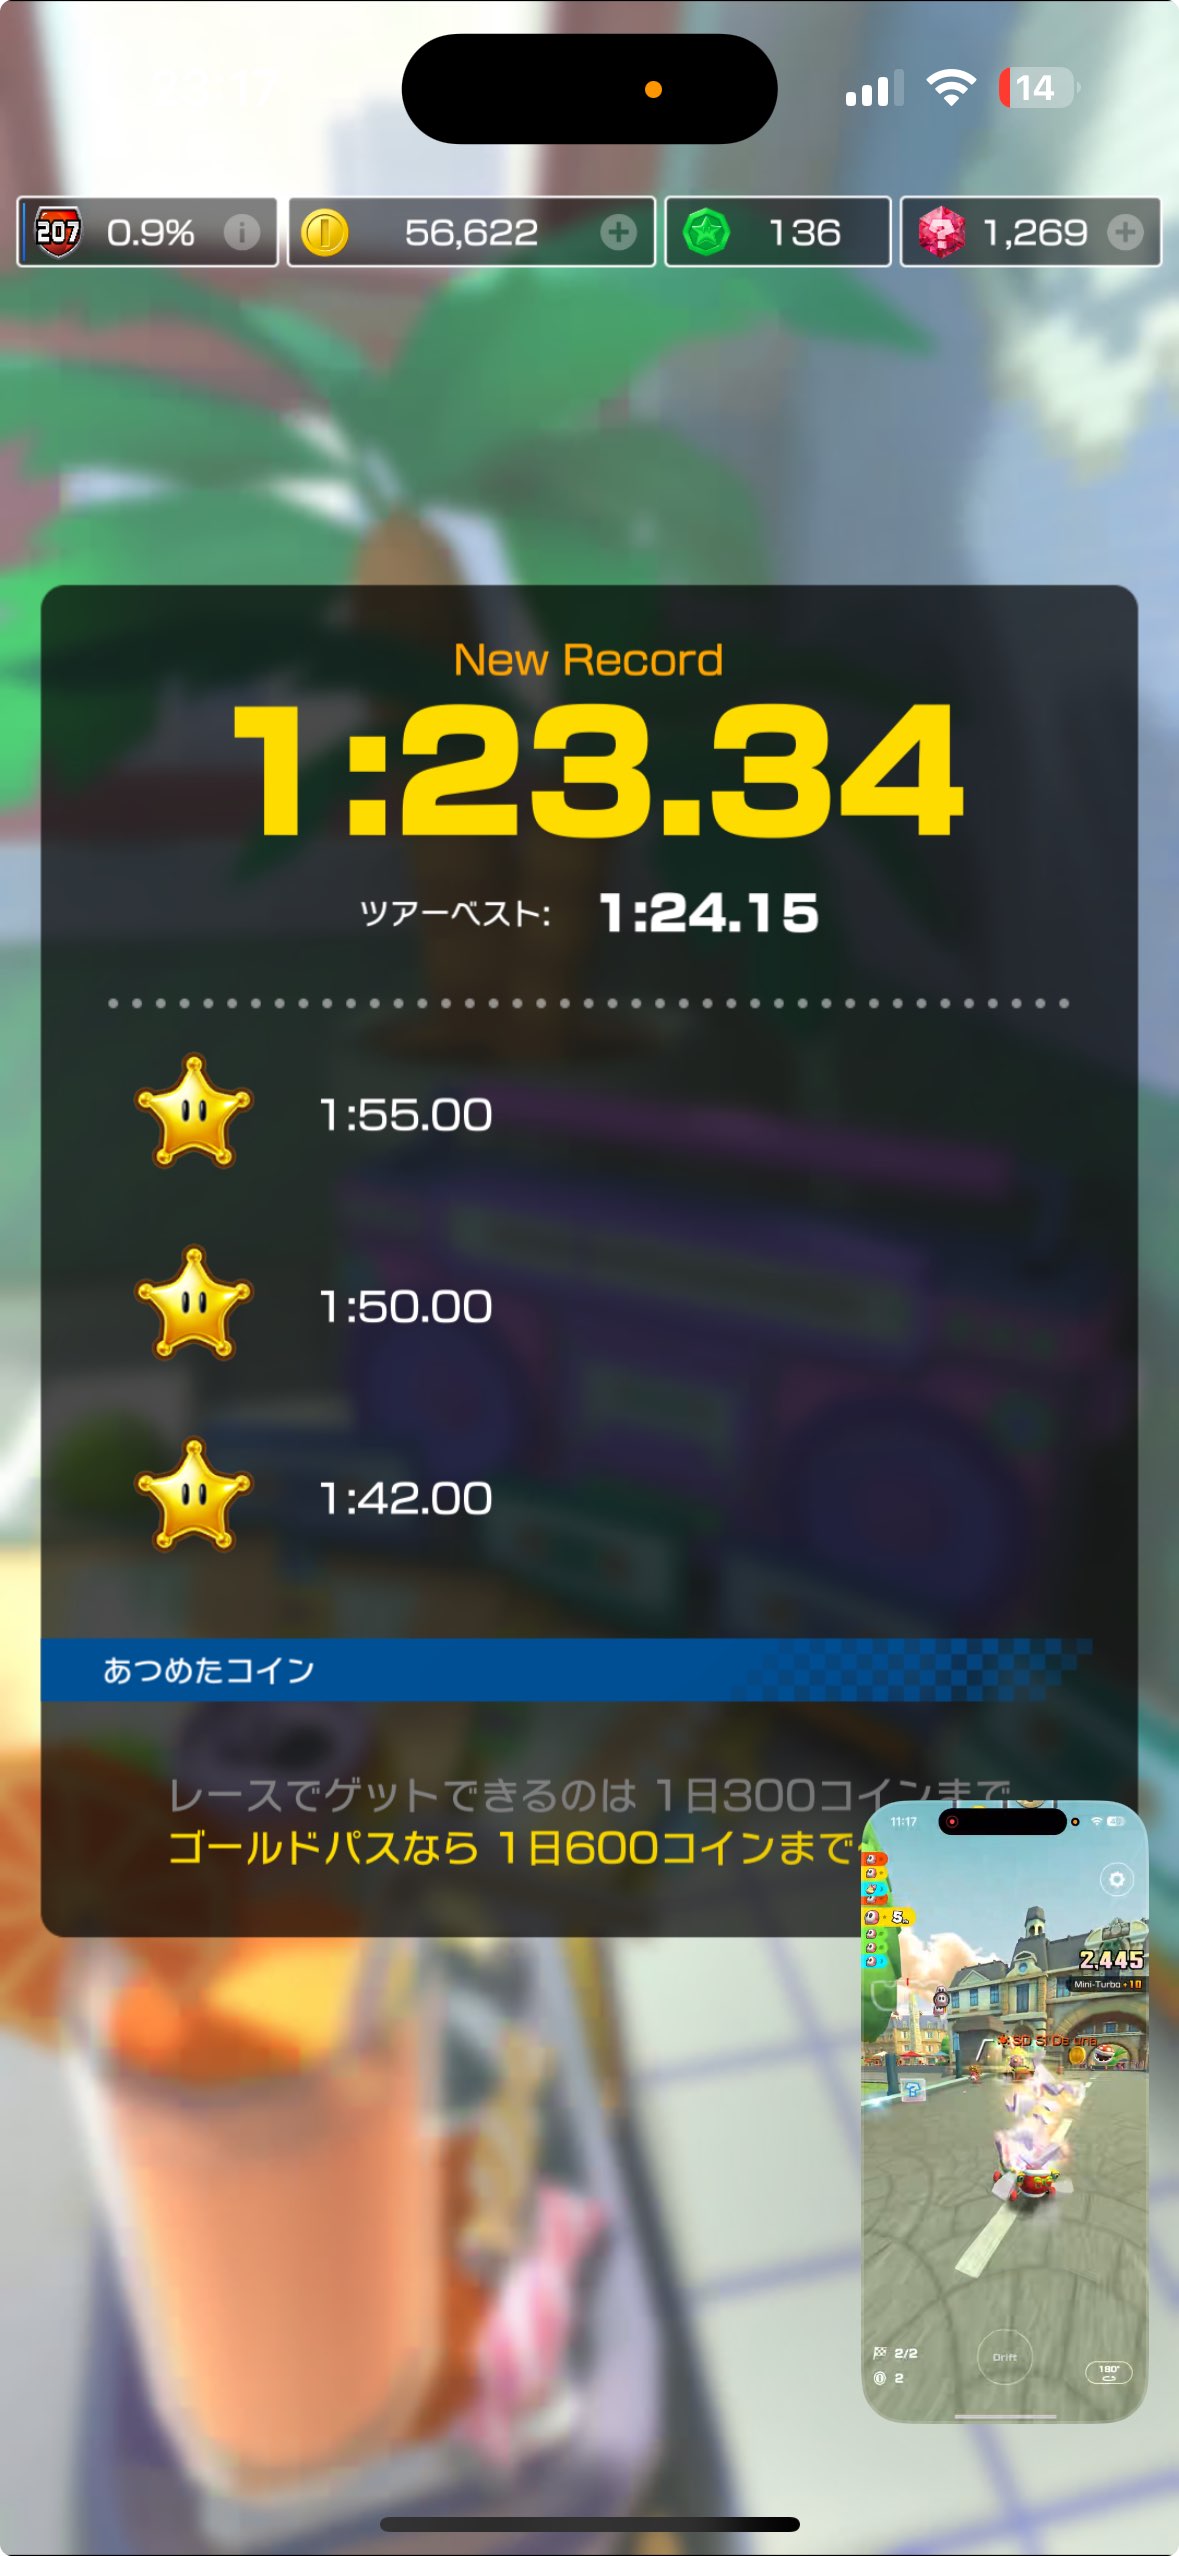 14
207 0.9% 56,622 136 1,269
New Record
1:23.34
ツアーベスト: 1:24.15
1:55.00
1:50.00
1:42.00
あつめたコイン
レースでゲットできるのは 1日300コインまで
ゴールドパスなら 1日600コインまで
11:17
5th
2,445
Mini-Turbo +10
2/2
2
Drift
180°